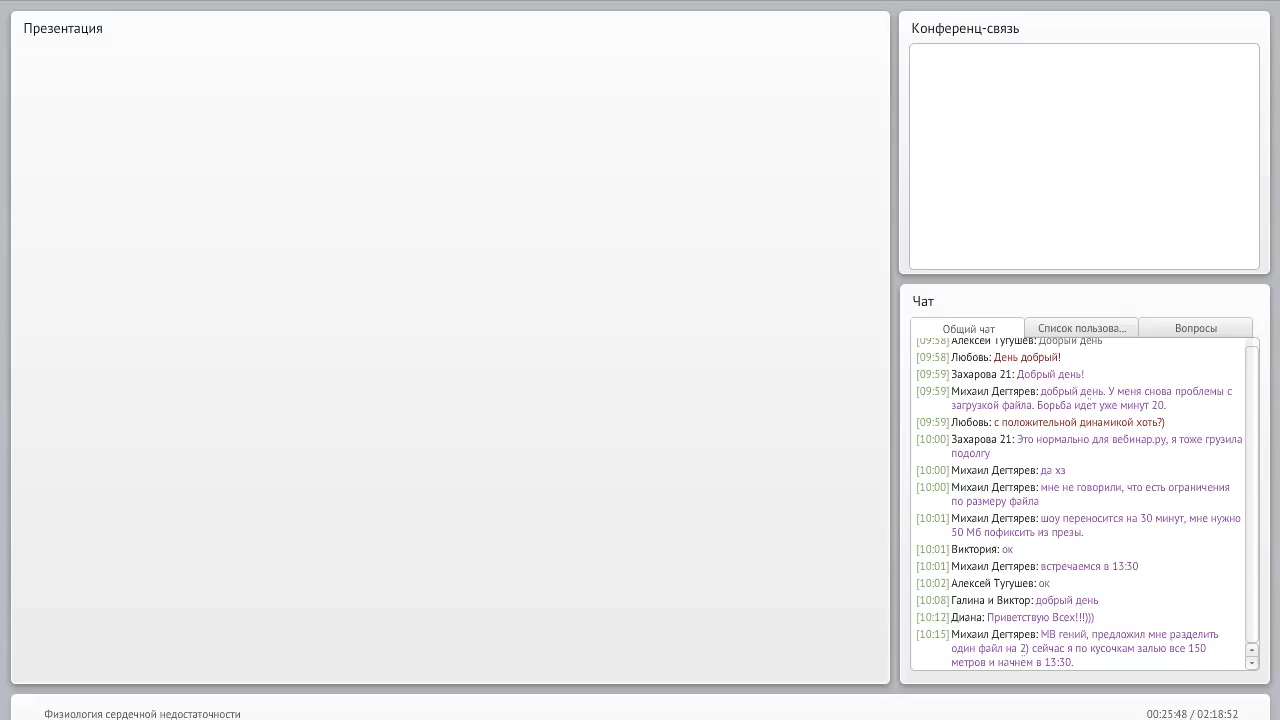 Презентация
Конференц-связь
Чат
Общий чат
Список пользова...
Вопросы
[09:58] Алексей Тугушев: Добрый день
[09:58] Любовь: День добрый!
[09:59] Захарова 21: Добрый день!
[09:59] Михаил Дегтярев: добрый день. У меня снова проблемы с
загрузкой файла. Борьба идёт уже минут 20.
[09:59] Любовь: с положительной динамикой хоть?)
[10:00] Захарова 21: Это нормально для вебинар.ру, я тоже грузила
подолгу
[10:00] Михаил Дегтярев: да хз
[10:00] Михаил Дегтярев: мне не говорили, что есть ограничения
по размеру файла
[10:01] Михаил Дегтярев: шоу переносится на 30 минут, мне нужно
50 Мб пофиксить из презы.
[10:01] Виктория: ок
[10:01] Михаил Дегтярев: встречаемся в 13:30
[10:02] Алексей Тугушев: ок
[10:08] Галина и Виктор: добрый день
[10:12] Диана: Приветствую Всех!!!)))
[10:15] Михаил Дегтярев: МВ гений, предложил мне разделить
один файл на 2) сейчас я по кусочкам залью все 150
метров и начнем в 13:30.
Физиология сердечной недостаточности
00:25:48 / 02:18:52